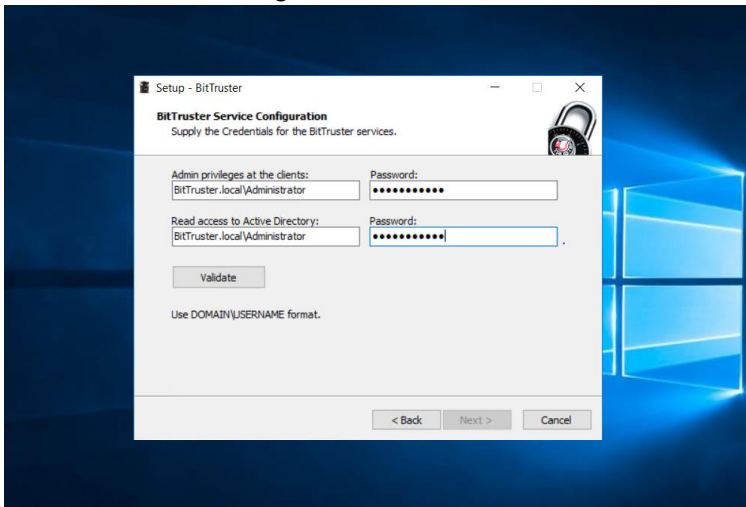 Setup - BitTruster
BitTruster Service Configuration
Supply the Credentials for the BitTruster services.
Admin privileges at the clients: Password:
BitTruster.local\Administrator •••••••••••
Read access to Active Directory: Password:
BitTruster.local\Administrator •••••••••••
.
Validate
Use DOMAIN\USERNAME format.
< Back Next > Cancel